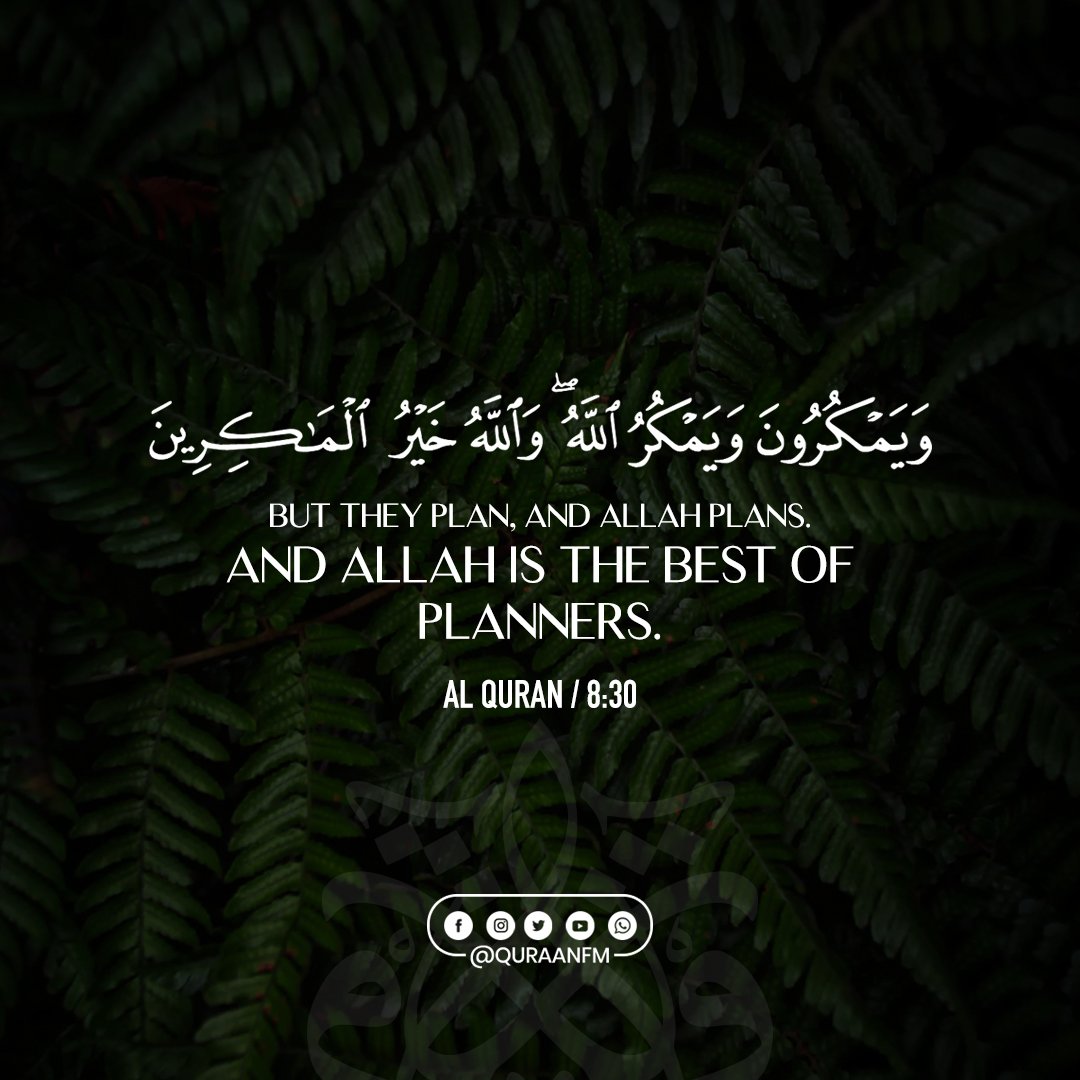 وَيَمْكُرُونَ وَيَمْكُرُ ٱللَّهُ ۖ وَٱللَّهُ خَيْرُ ٱلْمَـٰكِرِينَ
BUT THEY PLAN, AND ALLAH PLANS.
AND ALLAH IS THE BEST OF
PLANNERS.
AL QURAN / 8:30
@QURAANFM